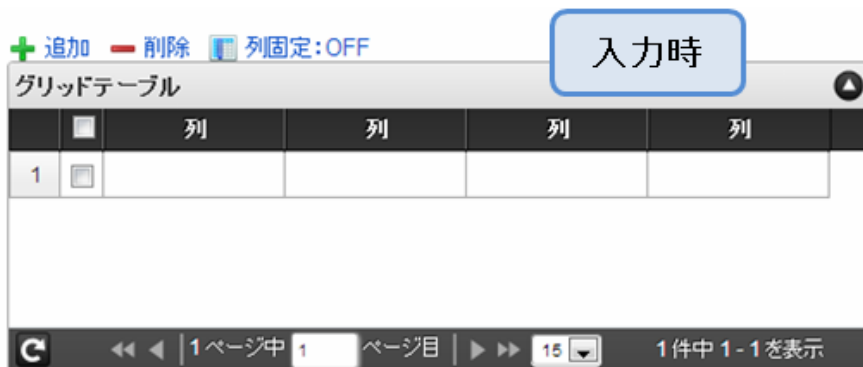 追加 削除 列固定:OFF
入力時
グリッドテーブル
列 列 列 列
1
1ページ中 1 ページ目 15 1件中 1 - 1を表示